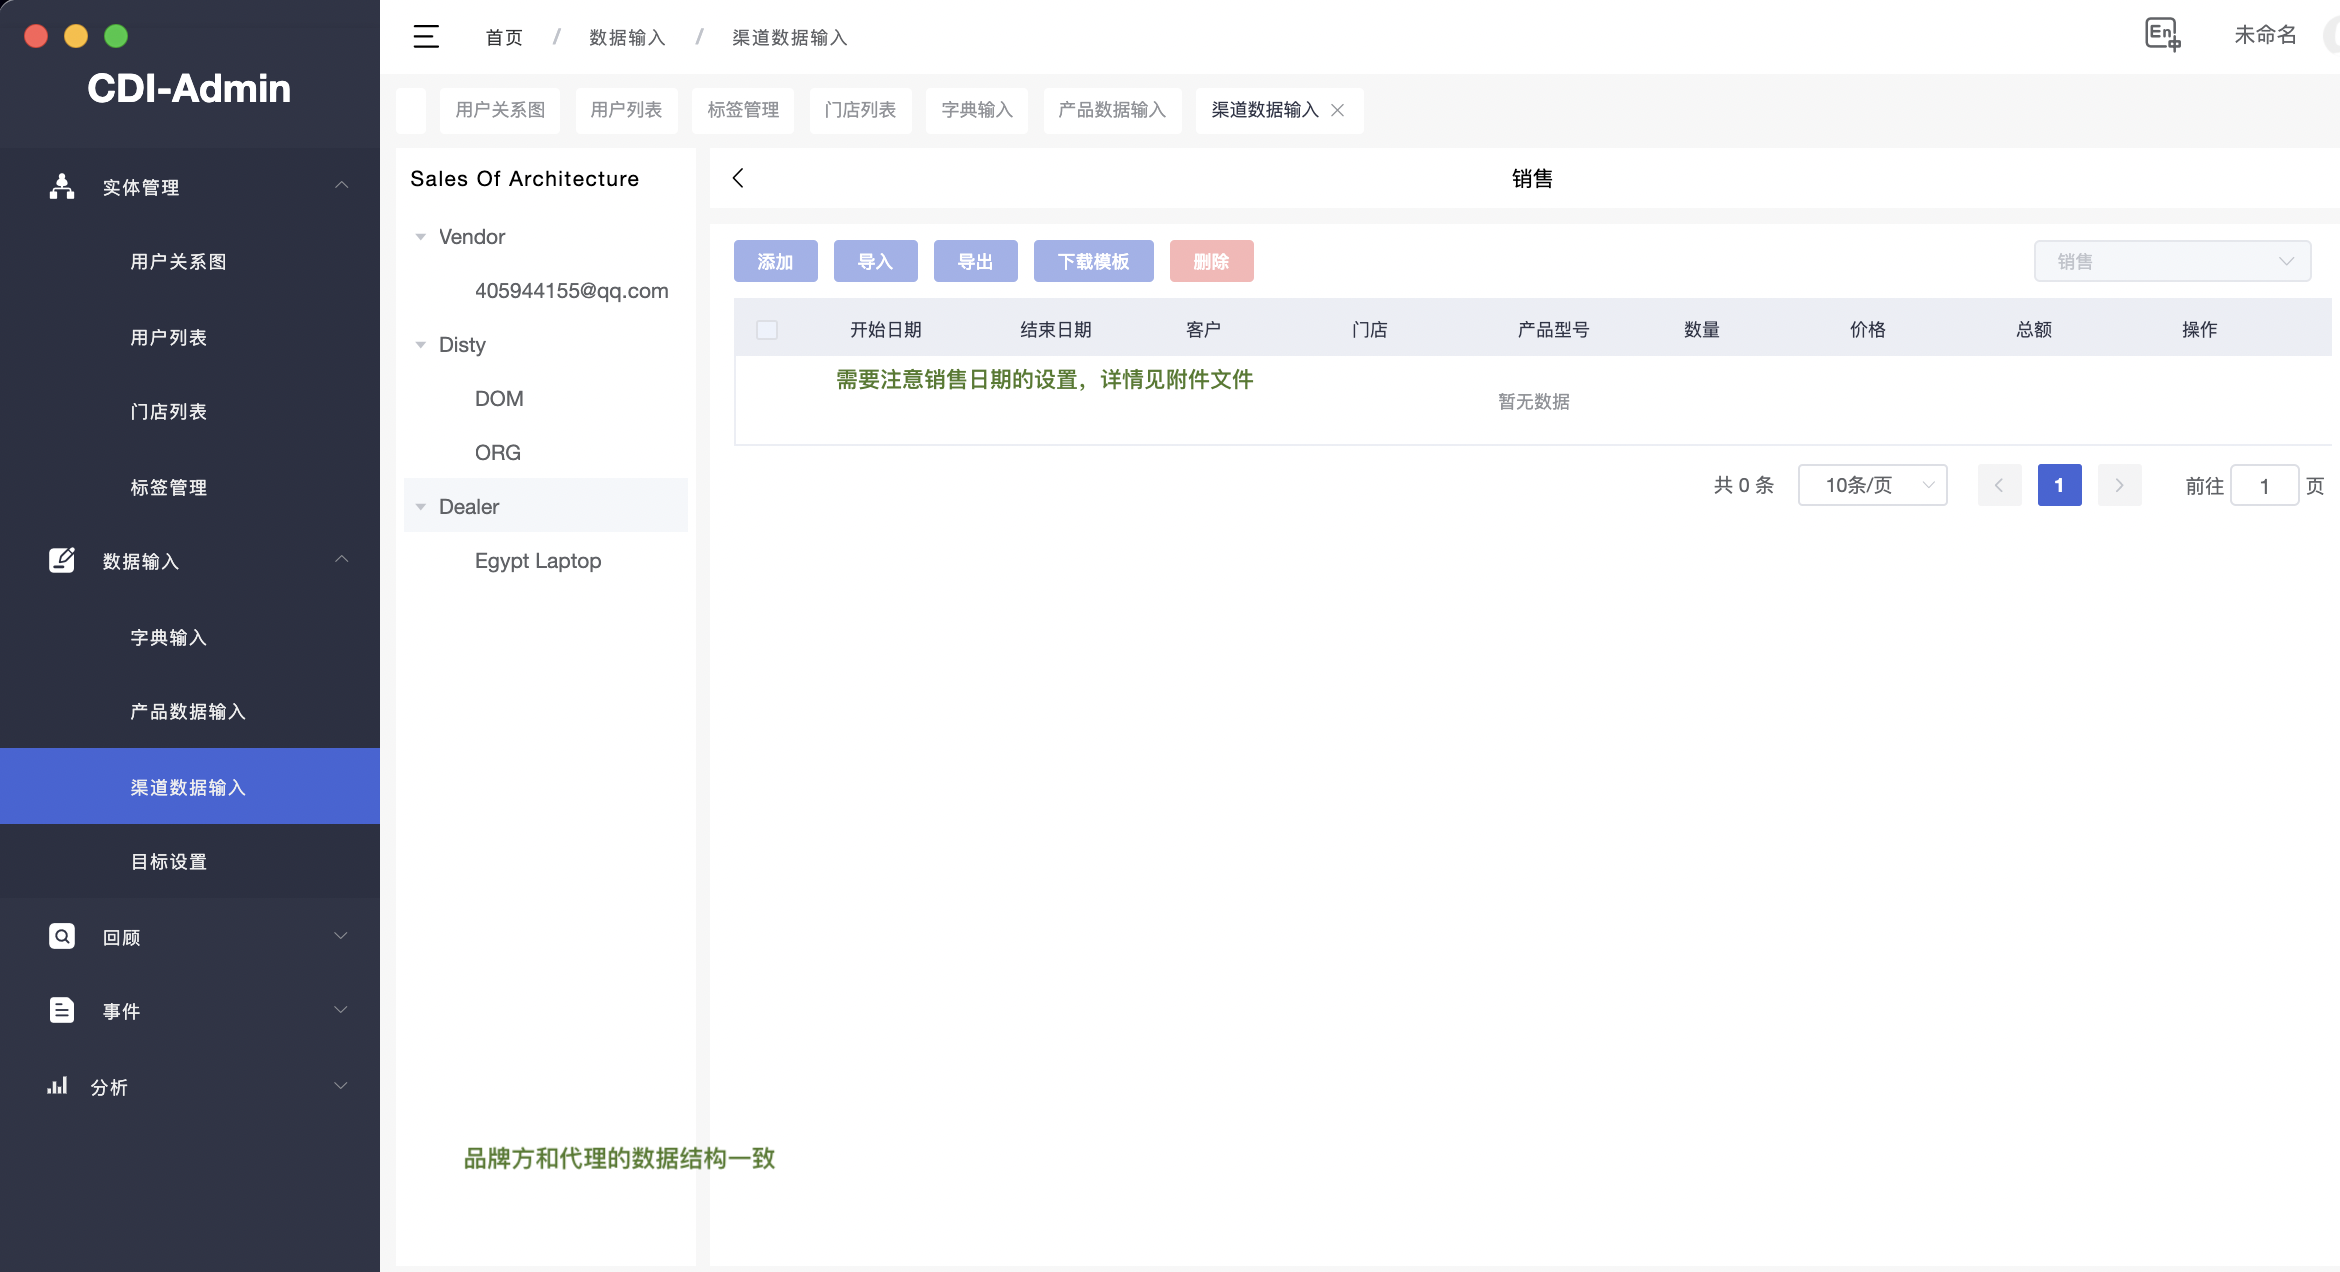 CDI-Admin
实体管理
用户关系图
用户列表
门店列表
标签管理
数据输入
字典输入
产品数据输入
渠道数据输入
目标设置
回顾
事件
分析
首页 / 数据输入 / 渠道数据输入
En中
未命名
用户关系图 用户列表 标签管理 门店列表 字典输入 产品数据输入 渠道数据输入
Sales Of Architecture
Vendor
405944155@qq.com
Disty
DOM
ORG
Dealer
Egypt Laptop
品牌方和代理的数据结构一致
销售
添加 导入 导出 下载模板 删除
销售
开始日期 结束日期 客户 门店 产品型号 数量 价格 总额 操作
需要注意销售日期的设置，详情见附件文件
暂无数据
共 0 条 10条/页 1 前往 1 页